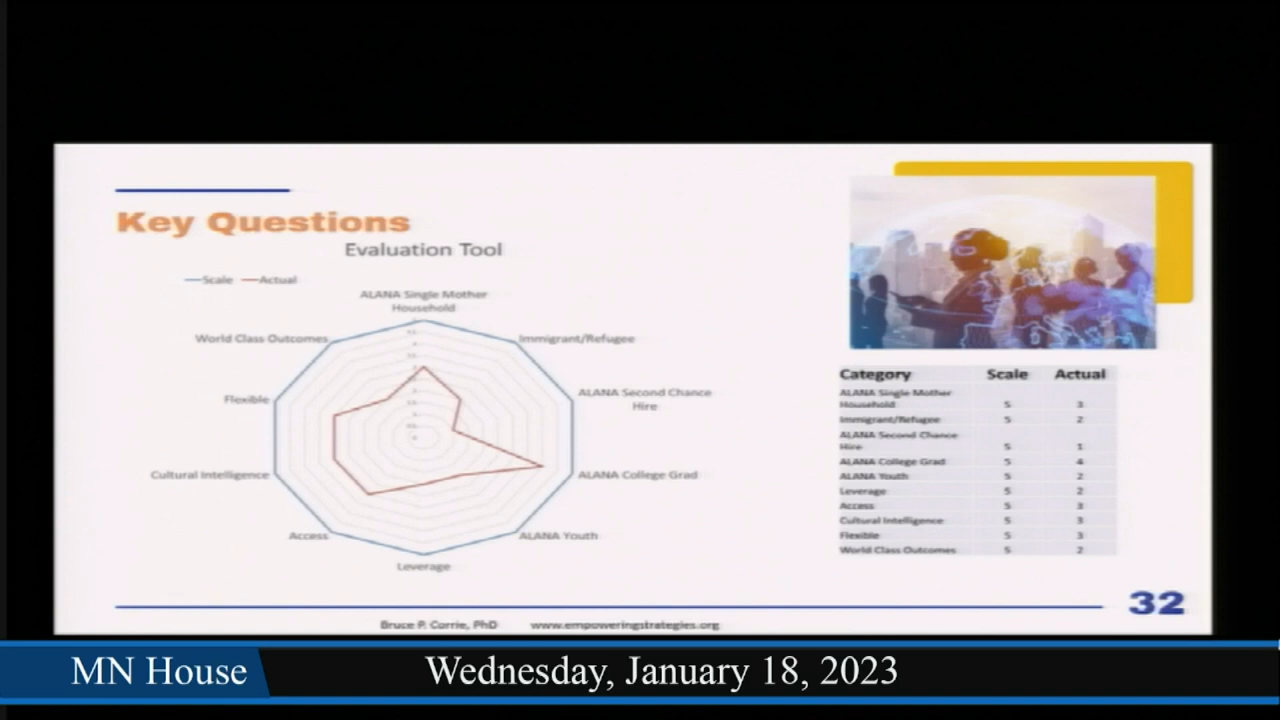 Key Questions
Evaluation Tool
Scale Actual
ALANA Single Mother
Household
World Class Outcomes
Immigrant/Refugee
Flexible
ALANA Second Chance
Hire
Cultural Intelligence
ALANA College Grad
Access
ALANA Youth
Leverage
Category Scale Actual
ALANA Single Mother
Household 5 3
Immigrant/Refugee 5 2
ALANA Second Chance
Hire 5 1
ALANA College Grad 5 4
ALANA Youth 5 2
Leverage 5 2
Access 5 3
Cultural Intelligence 5 3
Flexible 5 3
World Class Outcomes 5 2
32
Bruce P. Corrie, PhD www.empoweringstrategies.org
MN House Wednesday, January 18, 2023